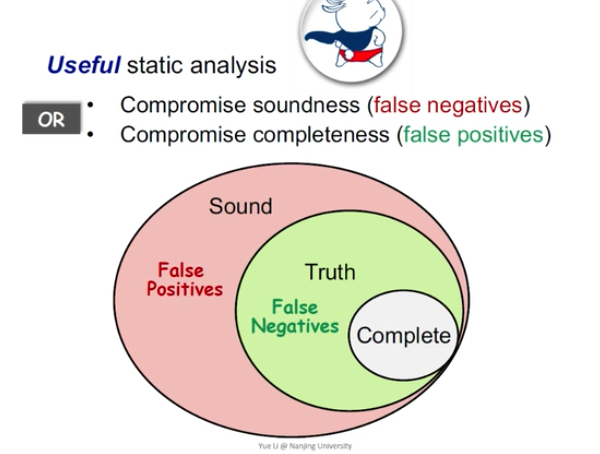 Useful static analysis
OR
• Compromise soundness (false negatives)
• Compromise completeness (false positives)
Sound
False
Positives
Truth
False
Negatives
Complete
Yue Li @ Nanjing University